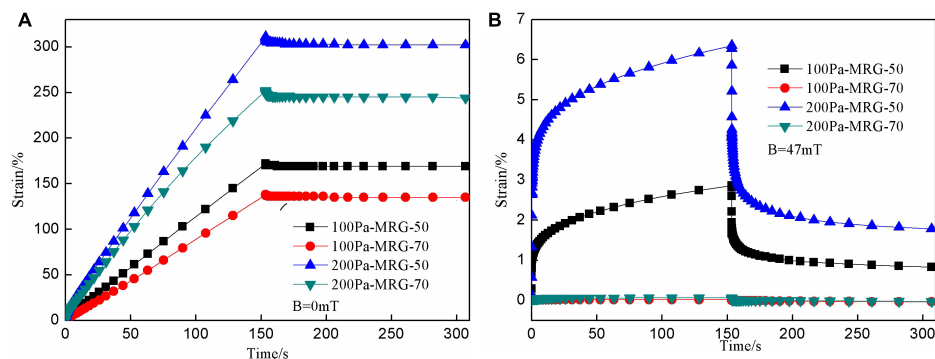 A
Strain/%
300
250
200
150
100
50
0
0 50 100 150 200 250 300
Time/s
100Pa-MRG-50
100Pa-MRG-70
200Pa-MRG-50
200Pa-MRG-70
B=0mT
B
Strain/%
7
6
5
4
3
2
1
0
0 50 100 150 200 250 300
Time/s
100Pa-MRG-50
100Pa-MRG-70
200Pa-MRG-50
200Pa-MRG-70
B=47mT